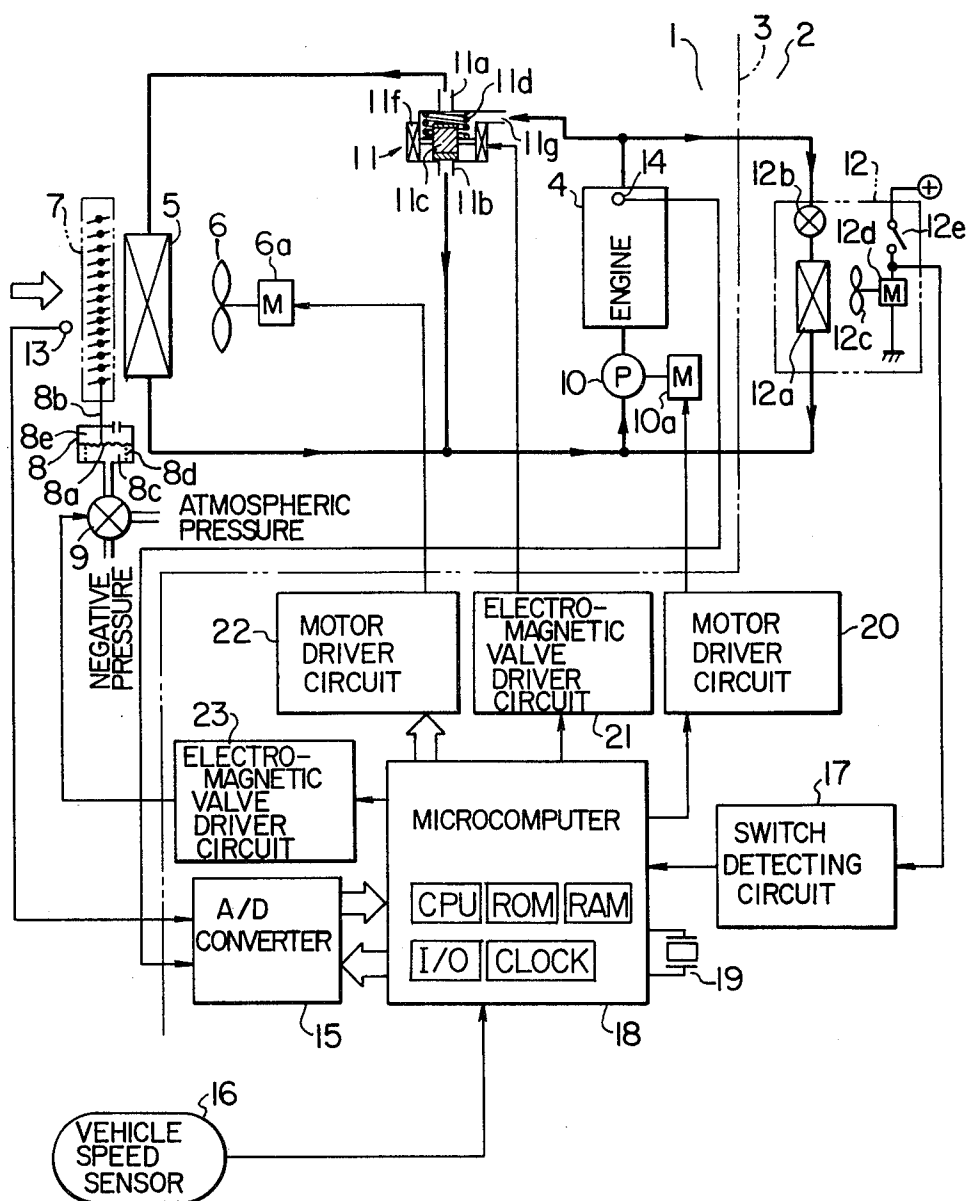 1
3
2
11a
11d
11f
11
11g
11c
11b
4
14
12
12b
12d
12e
7
5
6
6a
M
ENGINE
M
12c
12a
13
10
P
M
10a
8b
8e
8
8a
8c
8d
9
ATMOSPHERIC
PRESSURE
NEGATIVE
PRESSURE
22
MOTOR
DRIVER
CIRCUIT
ELECTRO-
MAGNETIC
VALVE
DRIVER
CIRCUIT
21
MOTOR
DRIVER
CIRCUIT
20
23
ELECTRO-
MAGNETIC
VALVE
DRIVER
CIRCUIT
MICROCOMPUTER
CPU ROM RAM
I/O CLOCK
18
17
SWITCH
DETECTING
CIRCUIT
A/D
CONVERTER
15
19
16
VEHICLE
SPEED
SENSOR